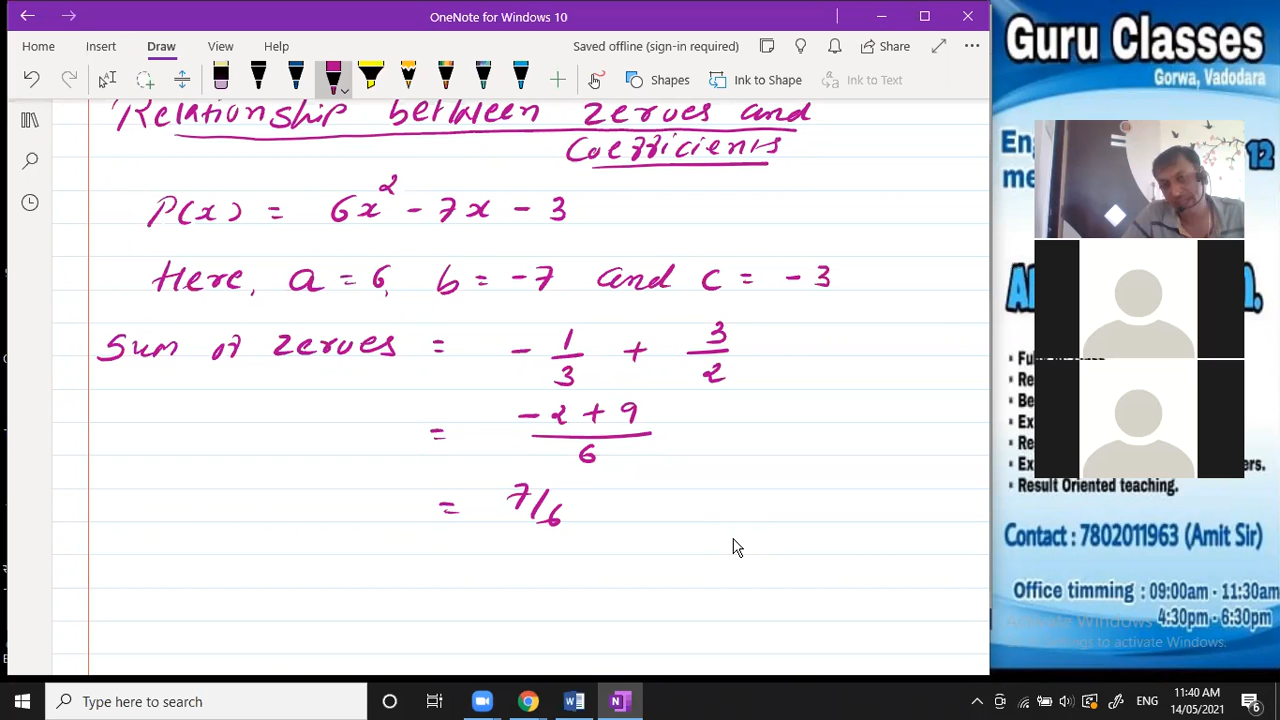 OneNote for Windows 10
Home Insert Draw View Help
Saved offline (sign-in required) Share
Shapes Ink to Shape Ink to Text
Relationship between zeroes and
Coefficients
P(x) = 6x² - 7x - 3
Here, a = 6, b = -7 and c = -3
Sum of zeroes = - 1/3 + 3/2
= (-2 + 9)/6
= 7/6
Guru Classes
Gorwa, Vadodara
12
• Result Oriented teaching.
Contact : 7802011963 (Amit Sir)
Office timming : 09:00am - 11:30am
4:30pm - 6:30pm
Activate Windows
Type here to search
ENG
11:40 AM
14/05/2021
6